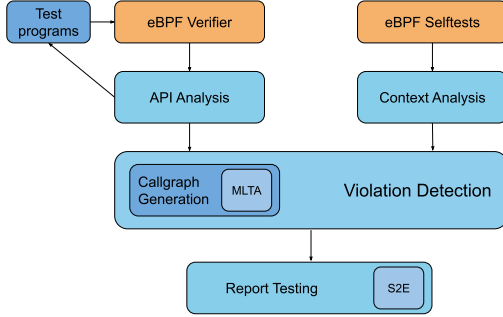 Test
programs
eBPF Verifier
eBPF Selftests
API Analysis
Context Analysis
Callgraph
Generation
MLTA
Violation Detection
Report Testing
S2E